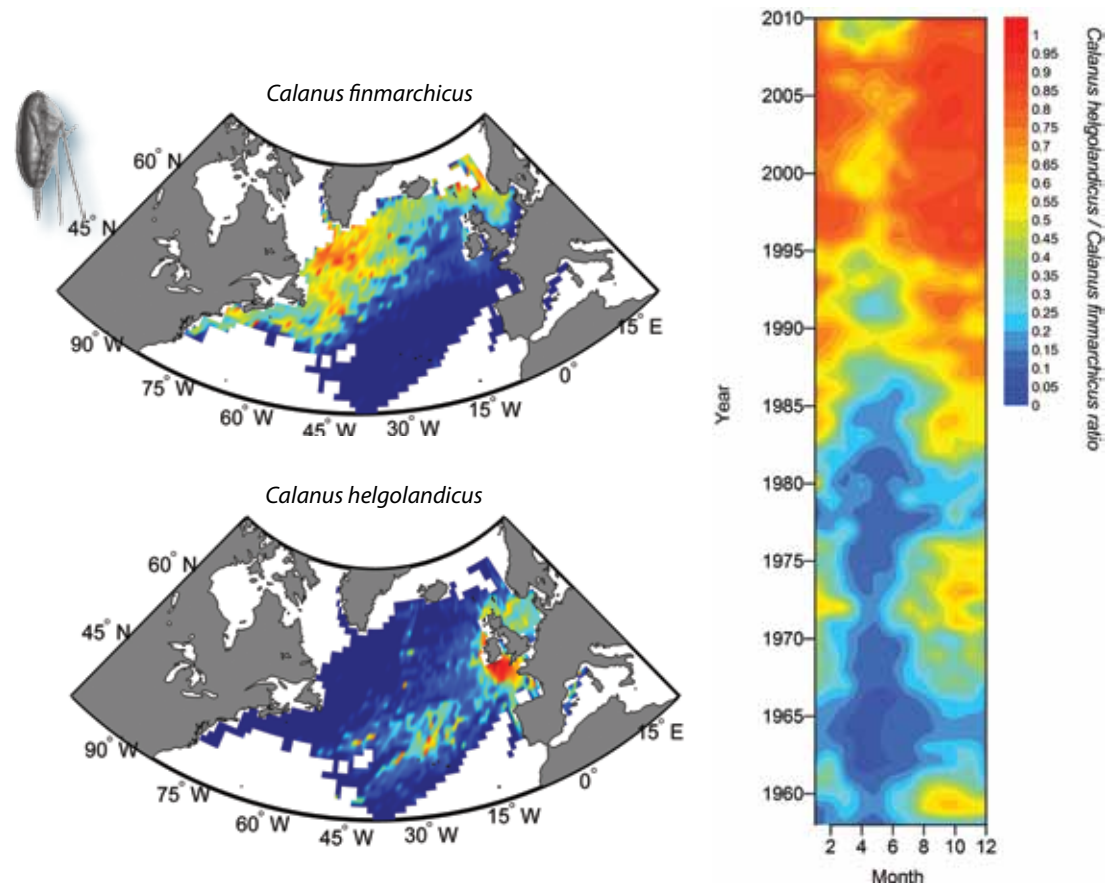 Calanus finmarchicus
60° N
45° N
90° W
75° W
60° W
45° W
30° W
15° W
0°
15° E
Calanus helgolandicus
60° N
45° N
90° W
75° W
60° W
45° W
30° W
15° W
0°
15° E
2010
2005
2000
1995
1990
1985
1980
1975
1970
1965
1960
Year
2 4 6 8 10 12
Month
1
0.95
0.9
0.85
0.8
0.75
0.7
0.65
0.6
0.55
0.5
0.45
0.4
0.35
0.3
0.25
0.2
0.15
0.1
0.05
0
Calanus helgolandicus / Calanus finmarchicus ratio